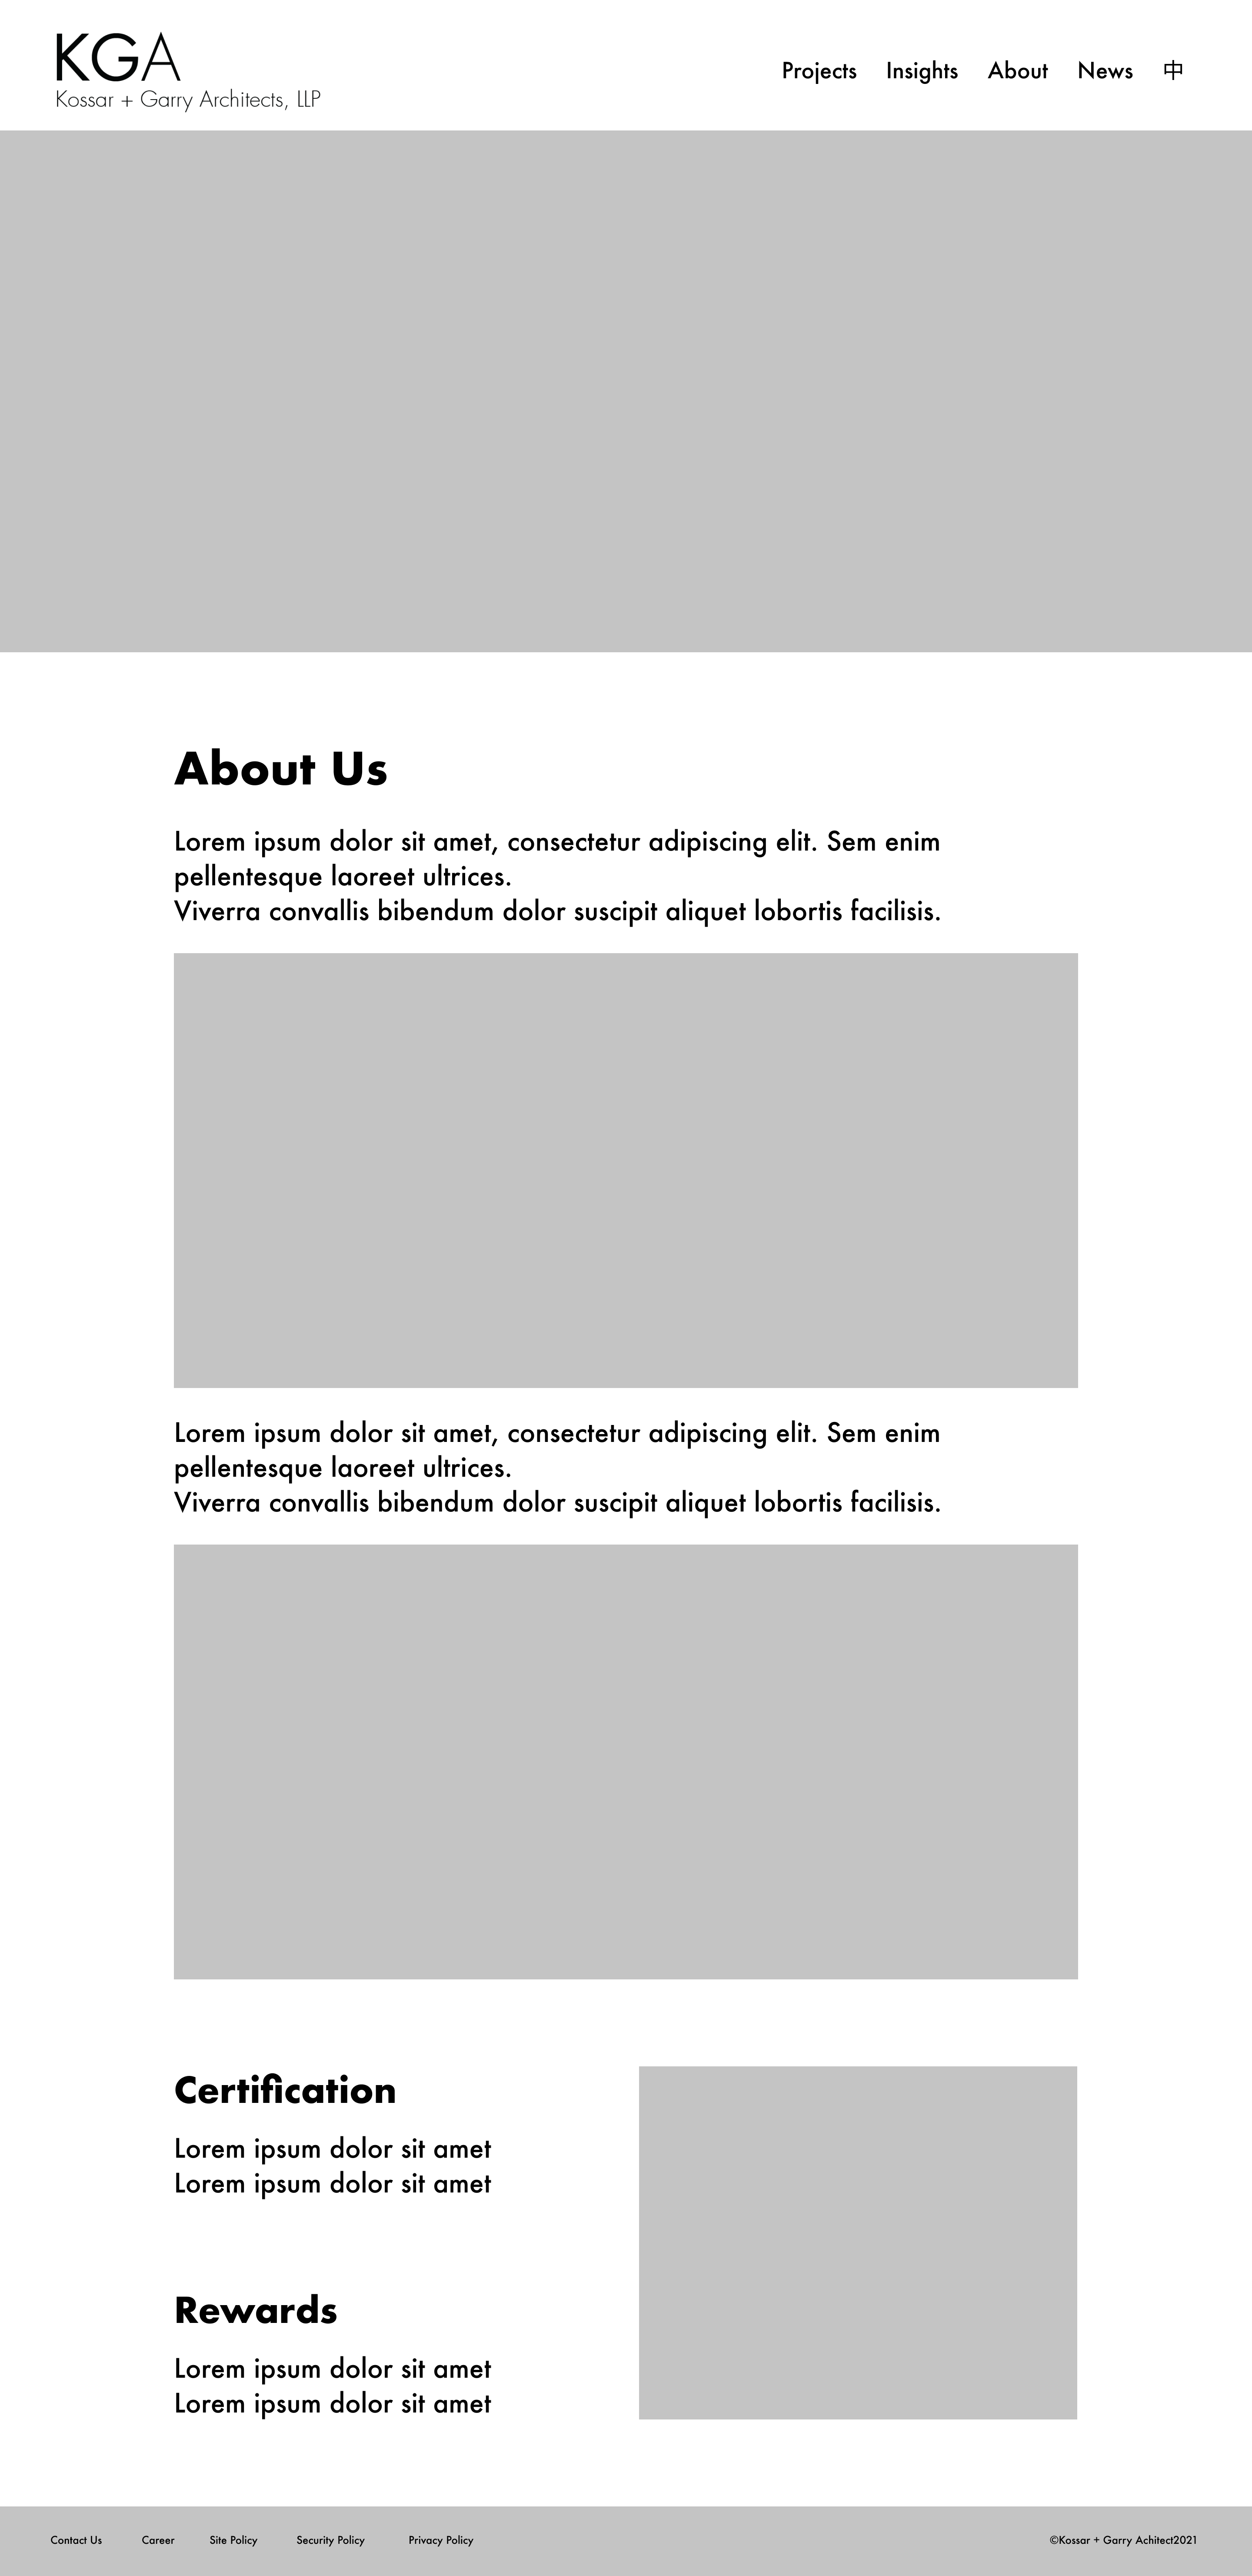 KGA
Kossar + Garry Architects, LLP
Projects Insights About News 中
About Us
Lorem ipsum dolor sit amet, consectetur adipiscing elit. Sem enim
pellentesque laoreet ultrices.
Viverra convallis bibendum dolor suscipit aliquet lobortis facilisis.
Lorem ipsum dolor sit amet, consectetur adipiscing elit. Sem enim
pellentesque laoreet ultrices.
Viverra convallis bibendum dolor suscipit aliquet lobortis facilisis.
Certification
Lorem ipsum dolor sit amet
Lorem ipsum dolor sit amet
Rewards
Lorem ipsum dolor sit amet
Lorem ipsum dolor sit amet
Contact Us Career Site Policy Security Policy Privacy Policy ©Kossar + Garry Achitect2021